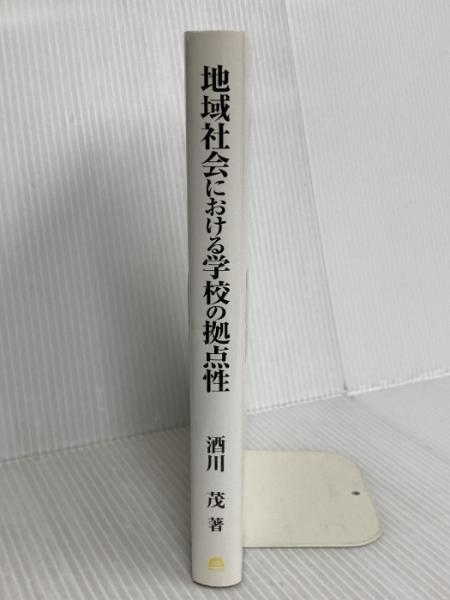 地域社会における学校の拠点性
酒川 茂 著